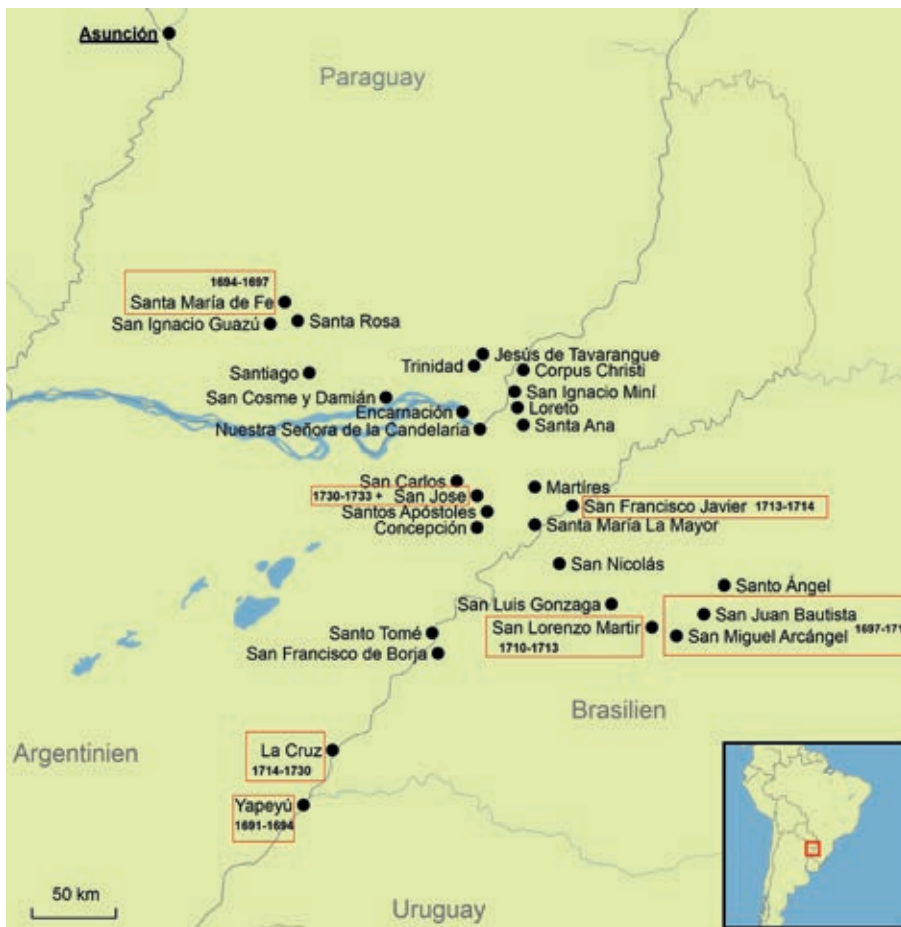 Asunción
Paraguay
1694-1697
Santa María de Fe
San Ignacio Guazú
Santa Rosa
Jesús de Tavarangue
Trinidad
Corpus Christi
Santiago
San Cosme y Damián
San Ignacio Miní
Encarnación
Loreto
Nuestra Señora de la Candelaria
Santa Ana
San Carlos
1730-1733 + San Jose
Martíres
San Francisco Javier 1713-1714
Santos Apóstoles
Concepción
Santa María La Mayor
San Nicolás
Santo Ángel
San Luis Gonzaga
San Juan Bautista
San Lorenzo Martir
1710-1713
San Miguel Arcángel 1697-171
Santo Tomé
San Francisco de Borja
Brasilien
Argentinien
La Cruz
1714-1730
Yapeyú
1691-1694
50 km
Uruguay